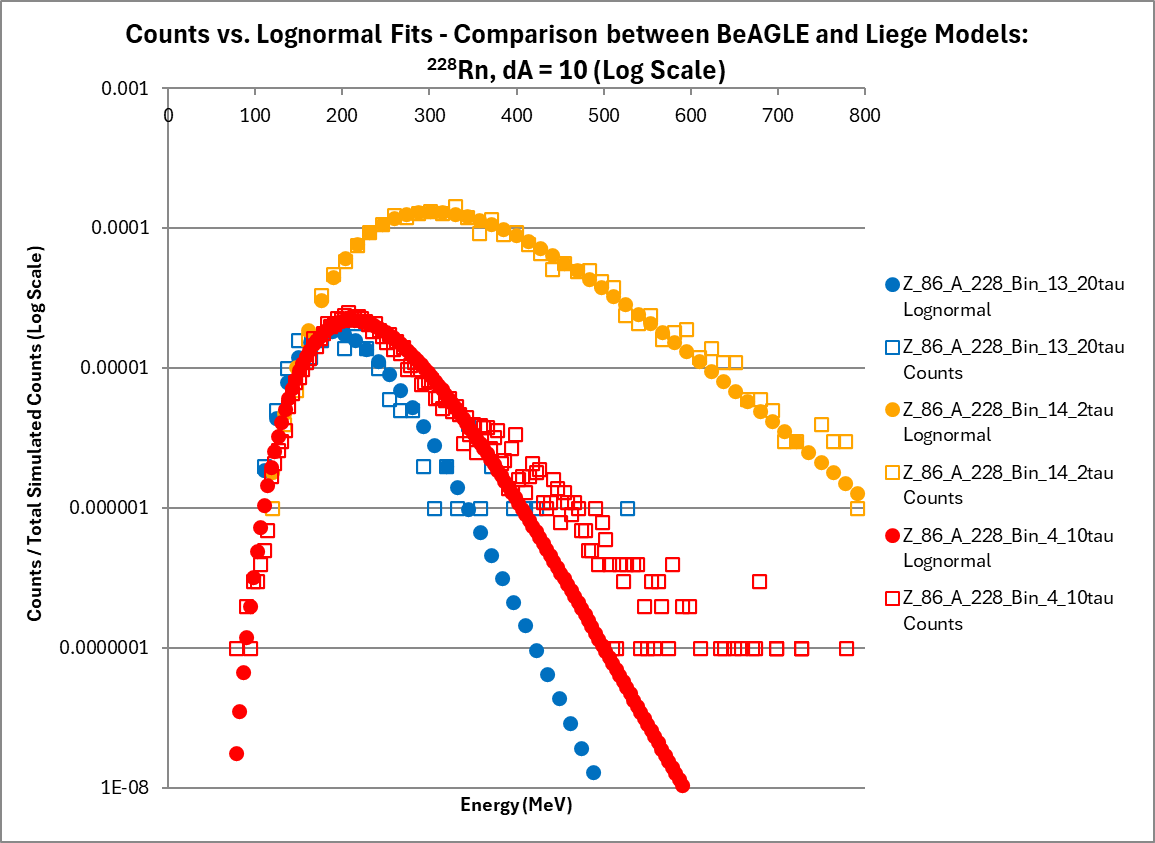 Counts vs. Lognormal Fits - Comparison between BeAGLE and Liege Models:
²²⁸Rn, dA = 10 (Log Scale)
0.001
0 100 200 300 400 500 600 700 800
0.0001
0.00001
0.000001
0.0000001
1E-08
Counts / Total Simulated Counts (Log Scale)
Energy (MeV)
Z_86_A_228_Bin_13_20tau
Lognormal
Z_86_A_228_Bin_13_20tau
Counts
Z_86_A_228_Bin_14_2tau
Lognormal
Z_86_A_228_Bin_14_2tau
Counts
Z_86_A_228_Bin_4_10tau
Lognormal
Z_86_A_228_Bin_4_10tau
Counts